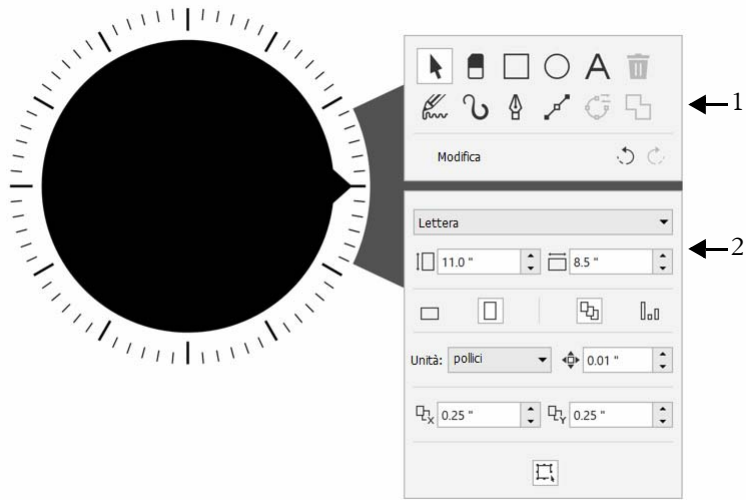 1
Modifica
Lettera
2
11.0 " 8.5 "
Unità: pollici 0.01 "
X 0.25 " Y 0.25 "